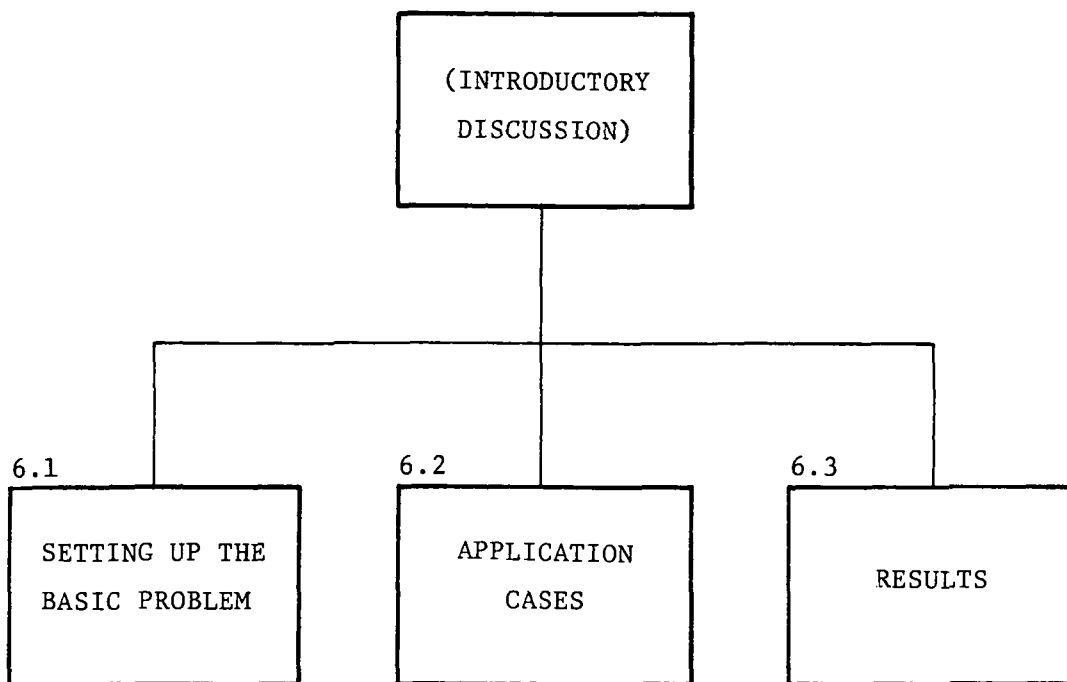 (INTRODUCTORY
DISCUSSION)
6.1
SETTING UP THE
BASIC PROBLEM
6.2
APPLICATION
CASES
6.3
RESULTS